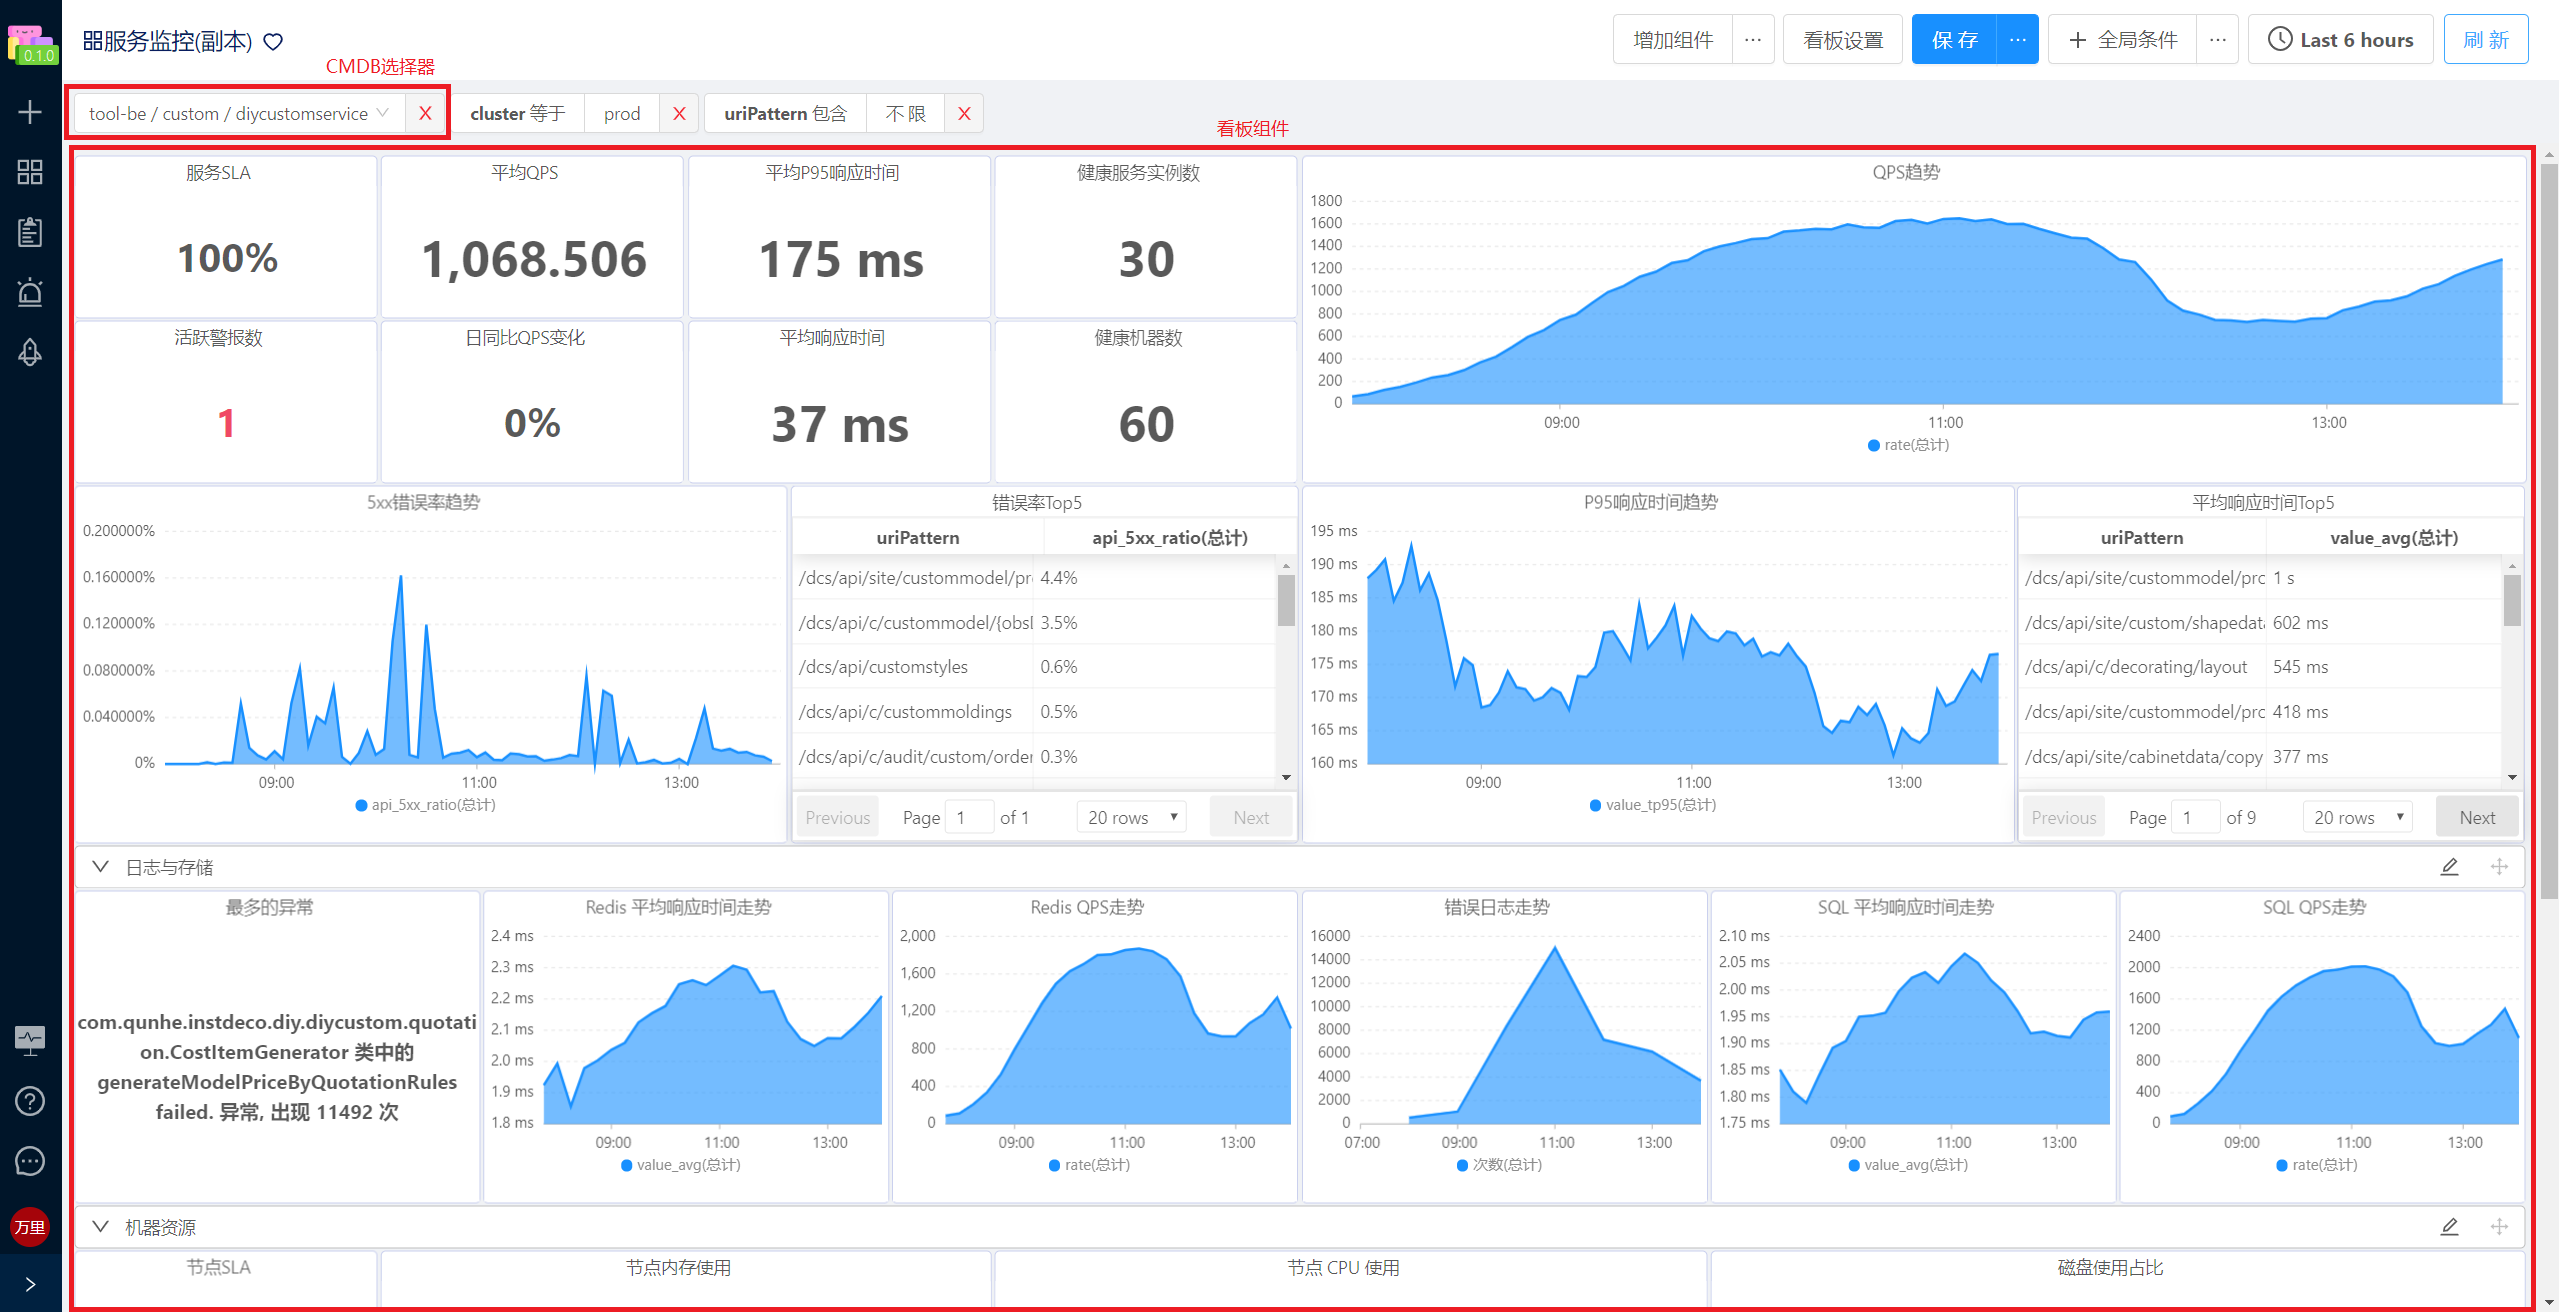 0.1.0
服务监控(副本)
增加组件 ···
看板设置
保 存 ···
+ 全局条件 ···
Last 6 hours
刷 新
CMDB选择器
tool-be / custom / diycustomservice X
cluster 等于 prod X
uriPattern 包含 不 限 X
看板组件
服务SLA
100%
平均QPS
1,068.506
平均P95响应时间
175 ms
健康服务实例数
30
活跃警报数
1
日同比QPS变化
0%
平均响应时间
37 ms
健康机器数
60
QPS趋势
1800
1600
1400
1200
1000
800
600
400
200
0
09:00 11:00 13:00
rate(总计)
5xx错误率趋势
0.200000%
0.160000%
0.120000%
0.080000%
0.040000%
0%
09:00 11:00 13:00
api_5xx_ratio(总计)
错误率Top5
uriPattern api_5xx_ratio(总计)
/dcs/api/site/custommodel/pr 4.4%
/dcs/api/c/custommodel/{obs 3.5%
/dcs/api/customstyles 0.6%
/dcs/api/c/custommoldings 0.5%
/dcs/api/c/audit/custom/order 0.3%
Previous Page 1 of 1 20 rows Next
P95响应时间趋势
195 ms
190 ms
185 ms
180 ms
175 ms
170 ms
165 ms
160 ms
09:00 11:00 13:00
value_tp95(总计)
平均响应时间Top5
uriPattern value_avg(总计)
/dcs/api/site/custommodel/prc 1 s
/dcs/api/site/custom/shapedat 602 ms
/dcs/api/c/decorating/layout 545 ms
/dcs/api/site/custommodel/prc 418 ms
/dcs/api/site/cabinetdata/copy 377 ms
Previous Page 1 of 9 20 rows Next
日志与存储
最多的异常
com.qunhe.instdeco.diy.diycustom.quotati
on.CostItemGenerator 类中的
generateModelPriceByQuotationRules
failed. 异常, 出现 11492 次
Redis 平均响应时间走势
2.4 ms
2.3 ms
2.2 ms
2.1 ms
2.0 ms
1.9 ms
1.8 ms
09:00 11:00 13:00
value_avg(总计)
Redis QPS走势
2,000
1,600
1,200
800
400
0
09:00 11:00 13:00
rate(总计)
错误日志走势
16000
14000
12000
10000
8000
6000
4000
2000
0
07:00 09:00 11:00 13:00
次数(总计)
SQL 平均响应时间走势
2.10 ms
2.05 ms
2.00 ms
1.95 ms
1.90 ms
1.85 ms
1.80 ms
1.75 ms
09:00 11:00 13:00
value_avg(总计)
SQL QPS走势
2400
2000
1600
1200
800
400
0
09:00 11:00 13:00
rate(总计)
万里
机器资源
节点SLA
节点内存使用
节点 CPU 使用
磁盘使用占比